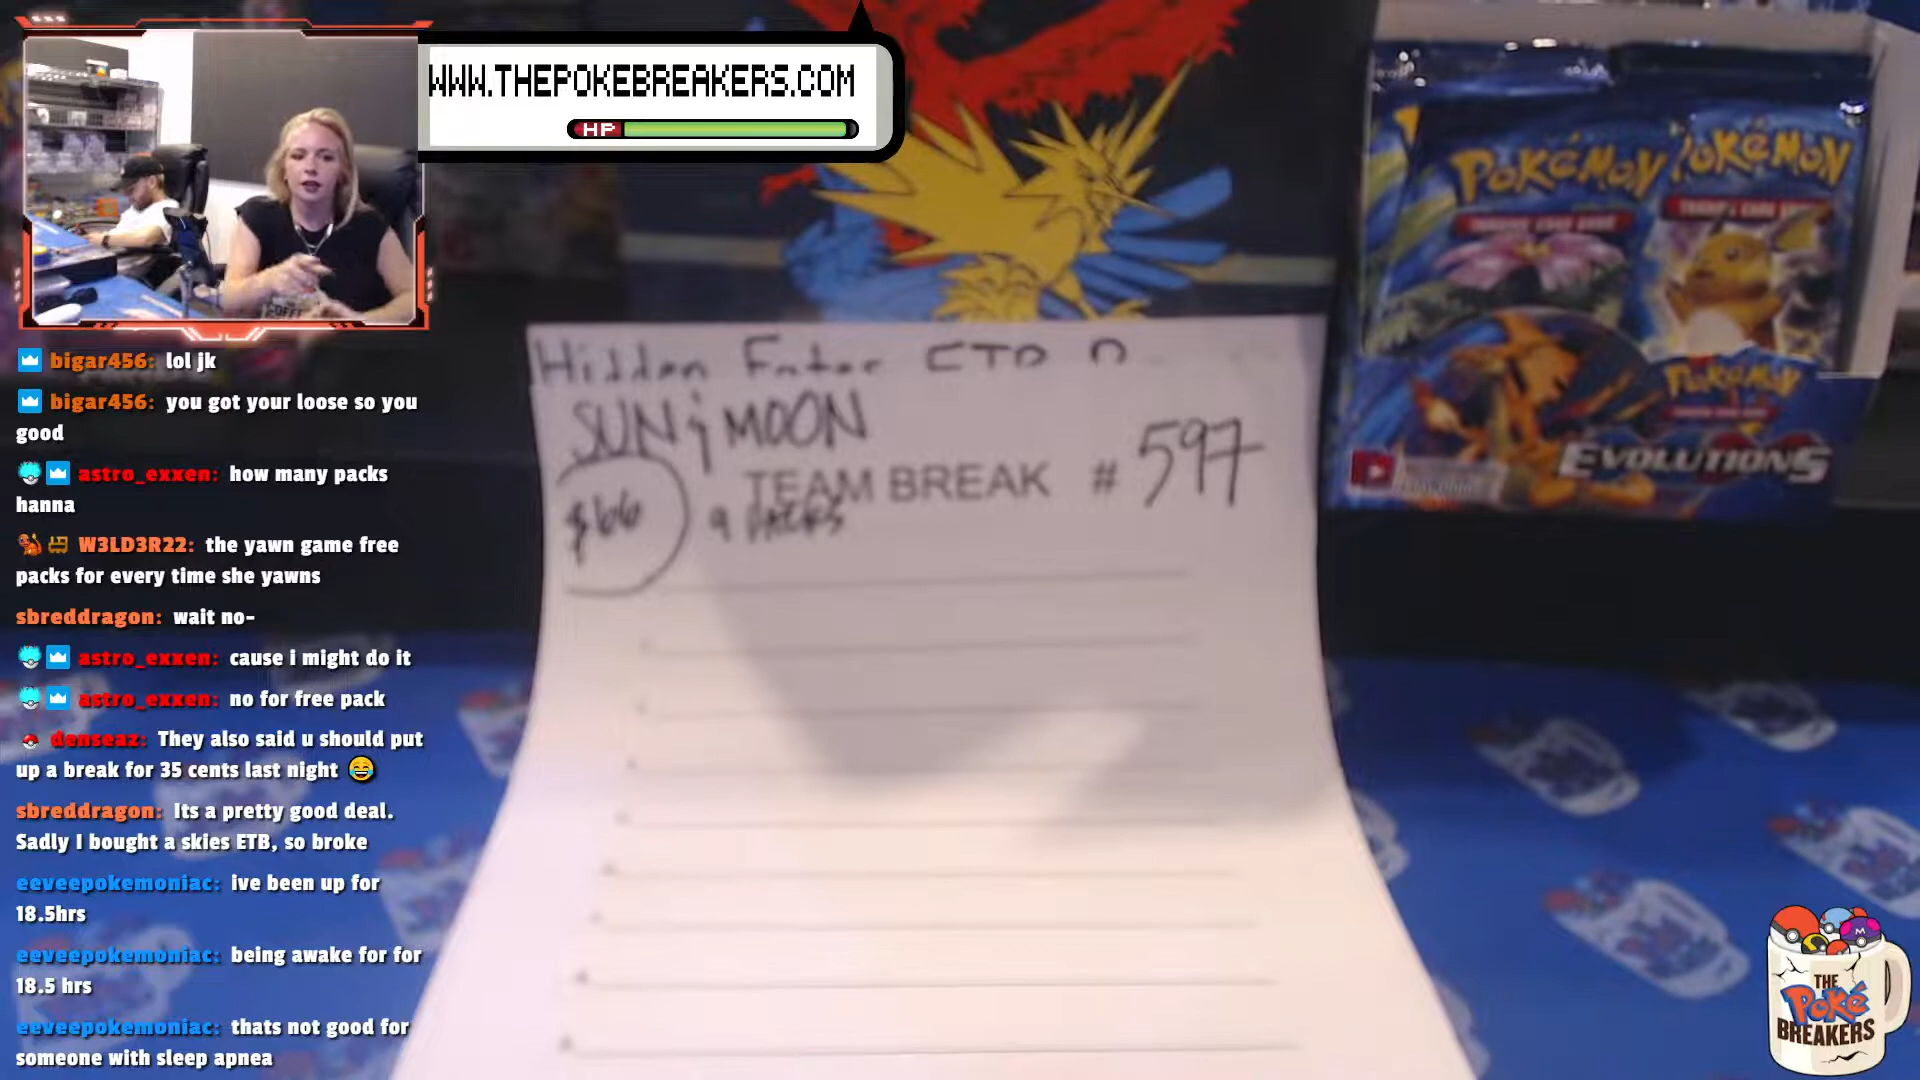 WWW.THEPOKEBREAKERS.COM
HP
bigar456: lol jk
bigar456: you got your loose so you
good
astro_exxen: how many packs
hanna
W3LD3R22: the yawn game free
packs for every time she yawns
sbreddragon: wait no-
astro_exxen: cause i might do it
astro_exxen: no for free pack
denseaz: They also said u should put
up a break for 35 cents last night 😂
sbreddragon: Its a pretty good deal.
Sadly I bought a skies ETB, so broke
eeveepokemoniac: ive been up for
18.5hrs
eeveepokemoniac: being awake for for
18.5 hrs
eeveepokemoniac: thats not good for
someone with sleep apnea
Hidden
SUN & MOON
TEAM BREAK # 597
$66
9 PACKS
POKÉMON
POKÉMON
TRADING CARD GAME
POKÉMON
EVOLUTIONS
THE
Poké
BREAKERS
M